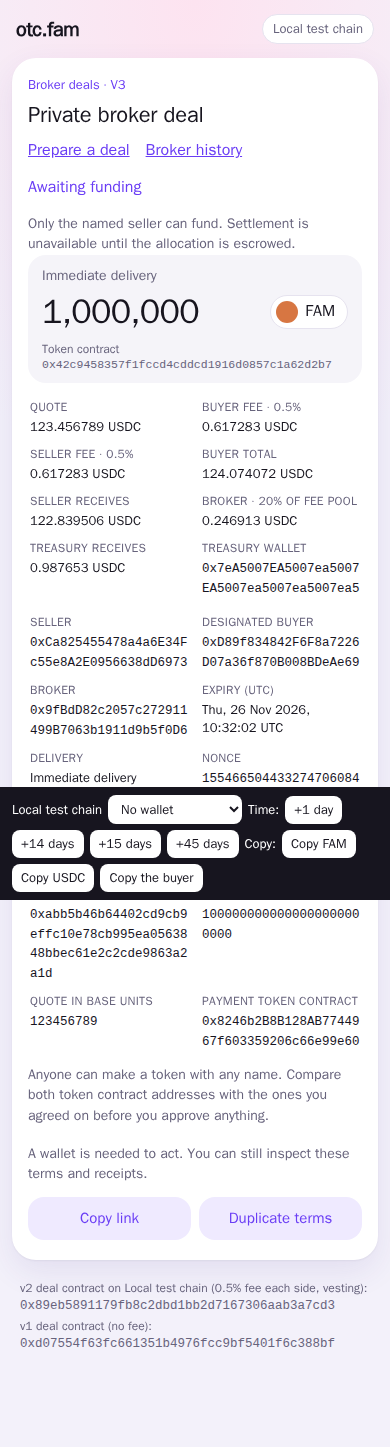 otc.fam
Local test chain
Broker deals · V3
Private broker deal
Prepare a deal
Broker history
Awaiting funding
Only the named seller can fund. Settlement is
unavailable until the allocation is escrowed.
Immediate delivery
1,000,000
FAM
Token contract
0x42c9458357f1fccd4cddcd1916d0857c1a62d2b7
QUOTE
123.456789 USDC
BUYER FEE · 0.5%
0.617283 USDC
SELLER FEE · 0.5%
0.617283 USDC
BUYER TOTAL
124.074072 USDC
SELLER RECEIVES
122.839506 USDC
BROKER · 20% OF FEE POOL
0.246913 USDC
TREASURY RECEIVES
0.987653 USDC
TREASURY WALLET
0x7eA5007EA5007ea5007
EA5007ea5007ea5007ea5
SELLER
0xCa825455478a4a6E34F
c55e8A2E0956638dD6973
DESIGNATED BUYER
0xD89f834842F6F8a7226
D07a36f870B008BDeAe69
BROKER
0x9fBdD82c2057c272911
499B7063b1911d9b5f0D6
EXPIRY (UTC)
Thu, 26 Nov 2026,
10:32:02 UTC
DELIVERY
Immediate delivery
NONCE
155466504433274706084
Local test chain
No wallet
Time:
+1 day
+14 days
+15 days
+45 days
Copy:
Copy FAM
Copy USDC
Copy the buyer
0xabb5b46b64402cd9cb9
effc10e78cb995ea05638
48bbec61e2c2cde9863a2
a1d
100000000000000000000
0000
QUOTE IN BASE UNITS
123456789
PAYMENT TOKEN CONTRACT
0x8246b2B8B128AB77449
67f603359206c66e99e60
Anyone can make a token with any name. Compare
both token contract addresses with the ones you
agreed on before you approve anything.
A wallet is needed to act. You can still inspect these
terms and receipts.
Copy link
Duplicate terms
v2 deal contract on Local test chain (0.5% fee each side, vesting):
0x89eb5891179fb8c2dbd1bb2d7167306aab3a7cd3
v1 deal contract (no fee):
0xd07554f63fc661351b4976fcc9bf5401f6c388bf